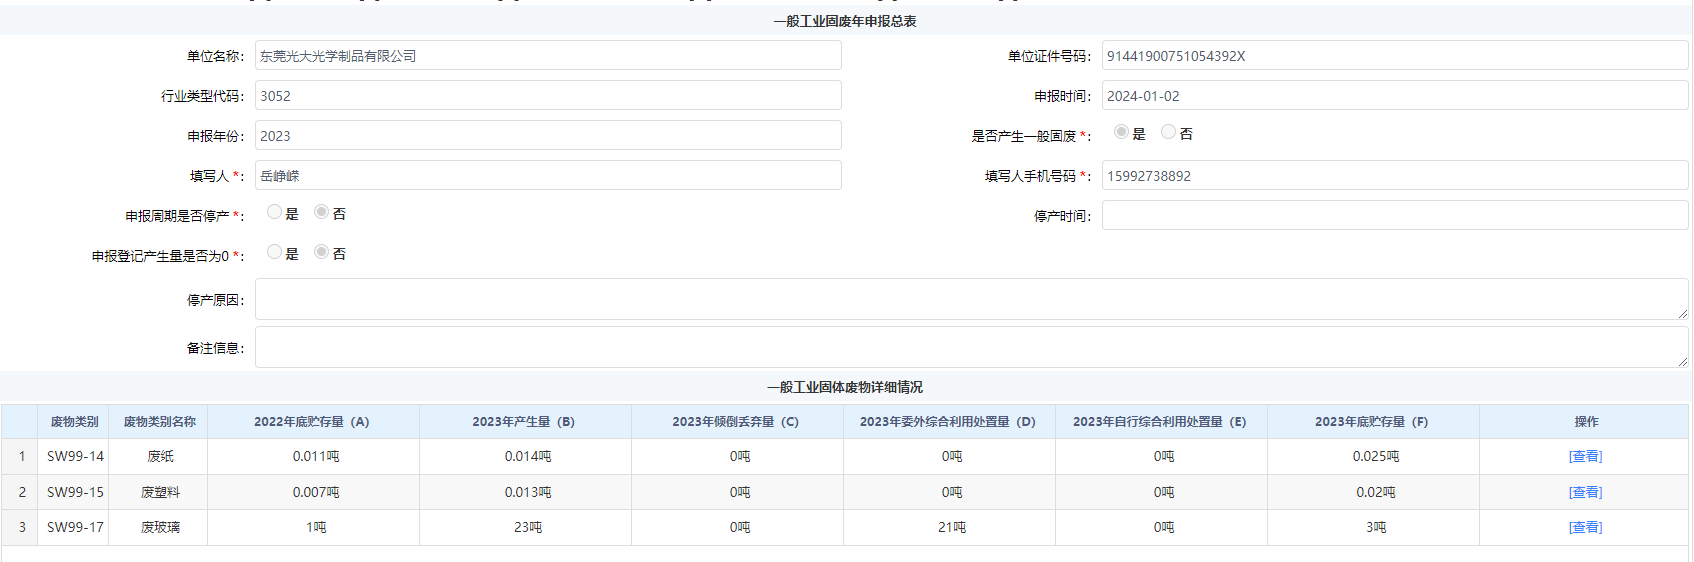 一般工业固废年申报总表
单位名称： 东莞光大光学制品有限公司 单位证件号码： 91441900751054392X
行业类型代码： 3052 申报时间： 2024-01-02
申报年份： 2023 是否产生一般固废 *： 是 否
填写人 *： 岳峥嵘 填写人手机号码 *： 15992738892
申报周期是否停产 *： 是 否 停产时间：
申报登记产生量是否为0 *： 是 否
停产原因：
备注信息：
一般工业固体废物详细情况
废物类别 废物类别名称 2022年底贮存量（A） 2023年产生量（B） 2023年倾倒丢弃量（C） 2023年委外综合利用处置量（D） 2023年自行综合利用处置量（E） 2023年底贮存量（F） 操作
1 SW99-14 废纸 0.011吨 0.014吨 0吨 0吨 0吨 0.025吨 [查看]
2 SW99-15 废塑料 0.007吨 0.013吨 0吨 0吨 0吨 0.02吨 [查看]
3 SW99-17 废玻璃 1吨 23吨 0吨 21吨 0吨 3吨 [查看]